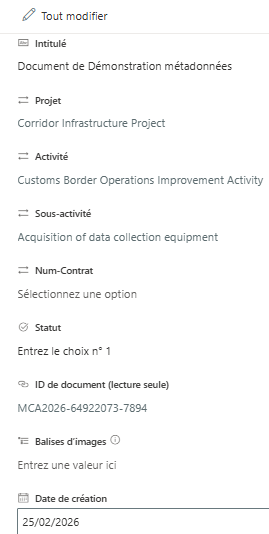 Tout modifier
Intitulé
Document de Démonstration métadonnées
Projet
Corridor Infrastructure Project
Activité
Customs Border Operations Improvement Activity
Sous-activité
Acquisition of data collection equipment
Num-Contrat
Sélectionnez une option
Statut
Entrez le choix n° 1
ID de document (lecture seule)
MCA2026-64922073-7894
Balises d’images
Entrez une valeur ici
Date de création
25/02/2026